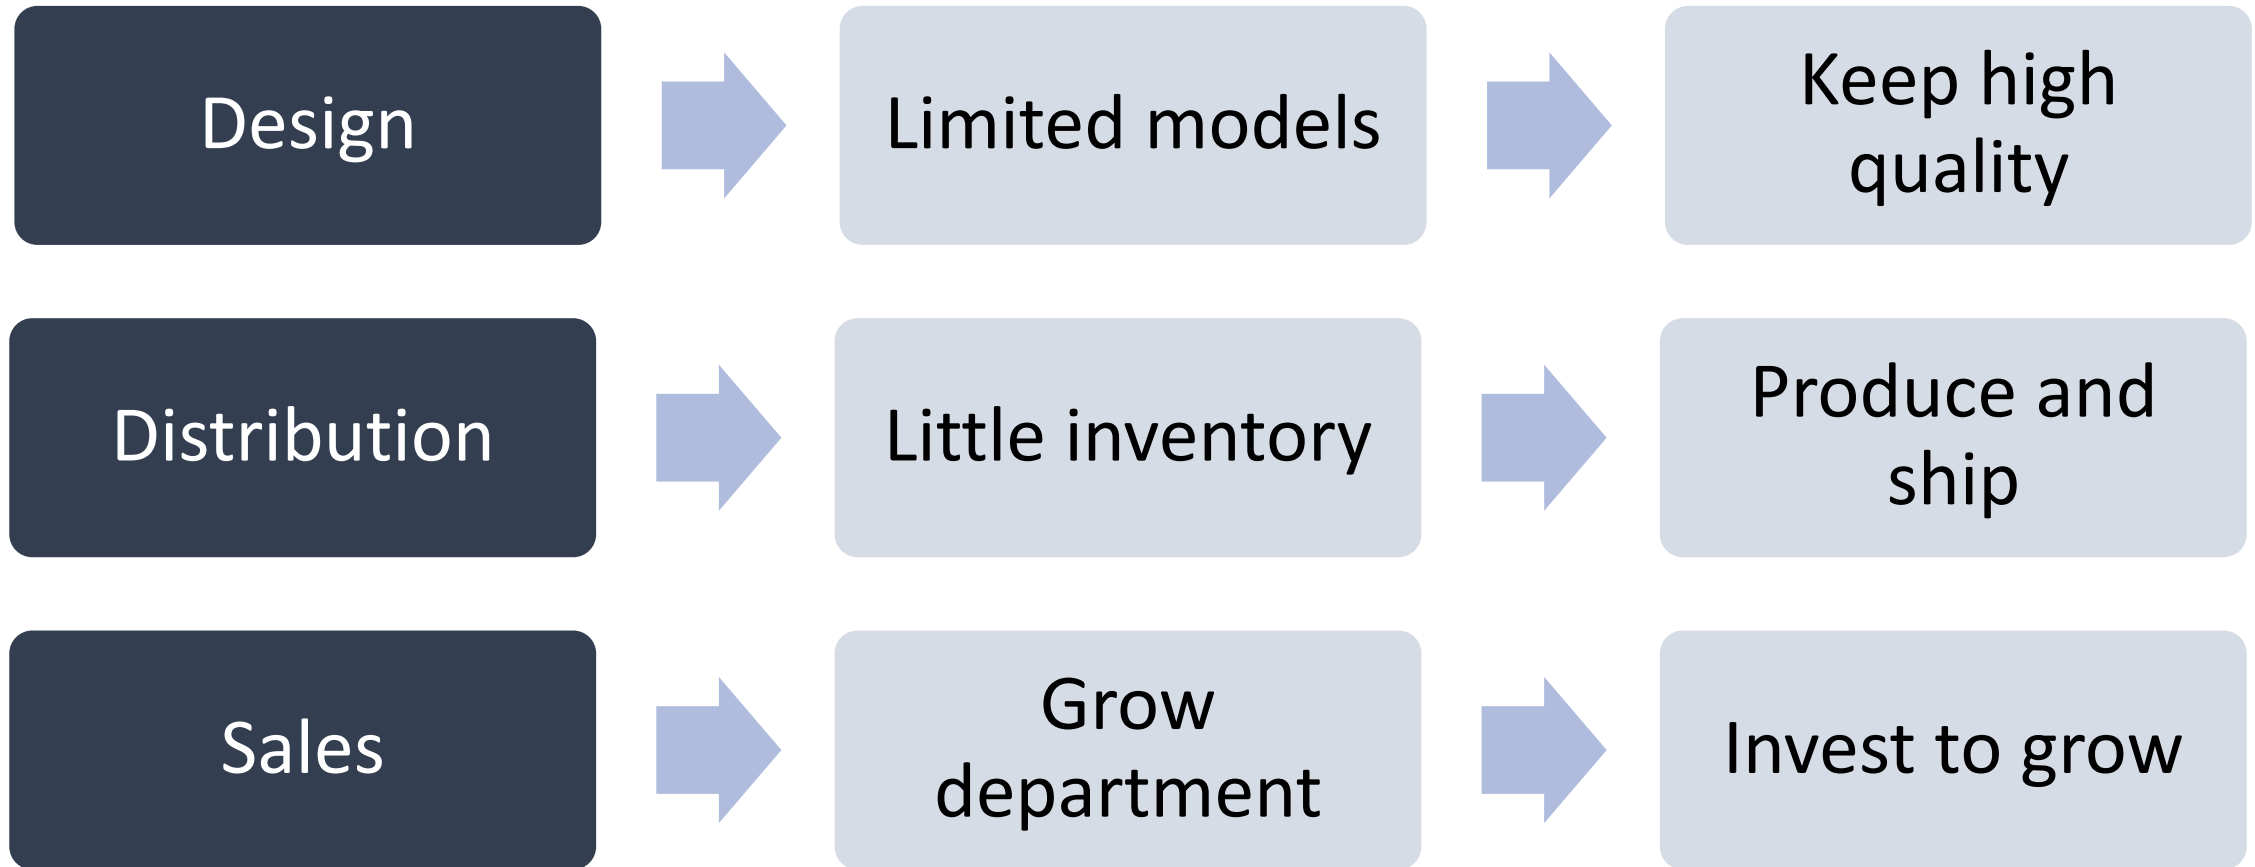 Design
Limited models
Keep high
quality
Distribution
Little inventory
Produce and
ship
Sales
Grow
department
Invest to grow